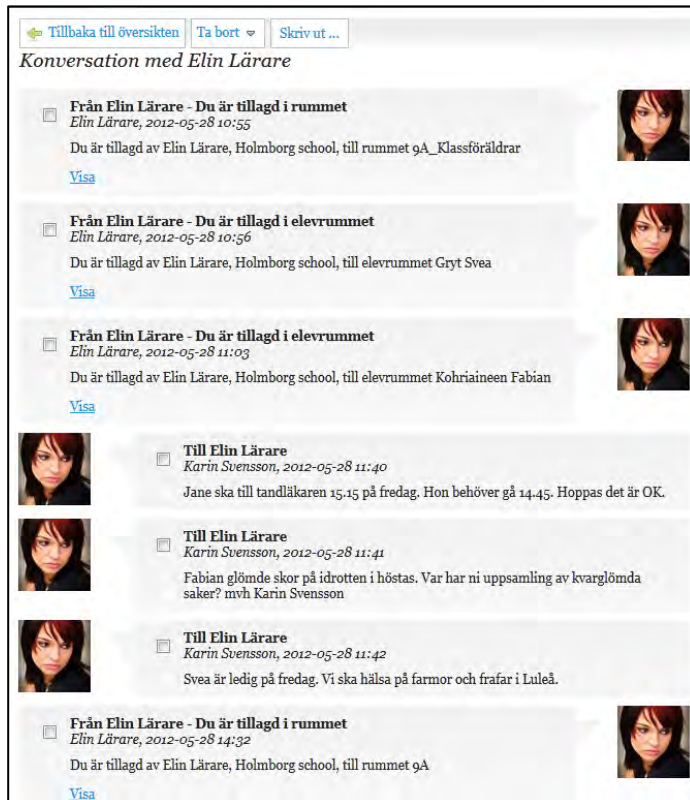 Tillbaka till översikten Ta bort Skriv ut ...
Konversation med Elin Lärare
Från Elin Lärare - Du är tillagd i rummet
Elin Lärare, 2012-05-28 10:55
Du är tillagd av Elin Lärare, Holmborg school, till rummet 9A_Klassföräldrar
Visa
Från Elin Lärare - Du är tillagd i elevrummet
Elin Lärare, 2012-05-28 10:56
Du är tillagd av Elin Lärare, Holmborg school, till elevrummet Gryt Svea
Visa
Från Elin Lärare - Du är tillagd i elevrummet
Elin Lärare, 2012-05-28 11:03
Du är tillagd av Elin Lärare, Holmborg school, till elevrummet Kohriaineen Fabian
Visa
Till Elin Lärare
Karin Svensson, 2012-05-28 11:40
Jane ska till tandläkaren 15.15 på fredag. Hon behöver gå 14.45. Hoppas det är OK.
Till Elin Lärare
Karin Svensson, 2012-05-28 11:41
Fabian glömde skor på idrotten i höstas. Var har ni uppsamling av kvarglömda
saker? mvh Karin Svensson
Till Elin Lärare
Karin Svensson, 2012-05-28 11:42
Svea är ledig på fredag. Vi ska hälsa på farmor och frafar i Luleå.
Från Elin Lärare - Du är tillagd i rummet
Elin Lärare, 2012-05-28 14:32
Du är tillagd av Elin Lärare, Holmborg school, till rummet 9A
Visa